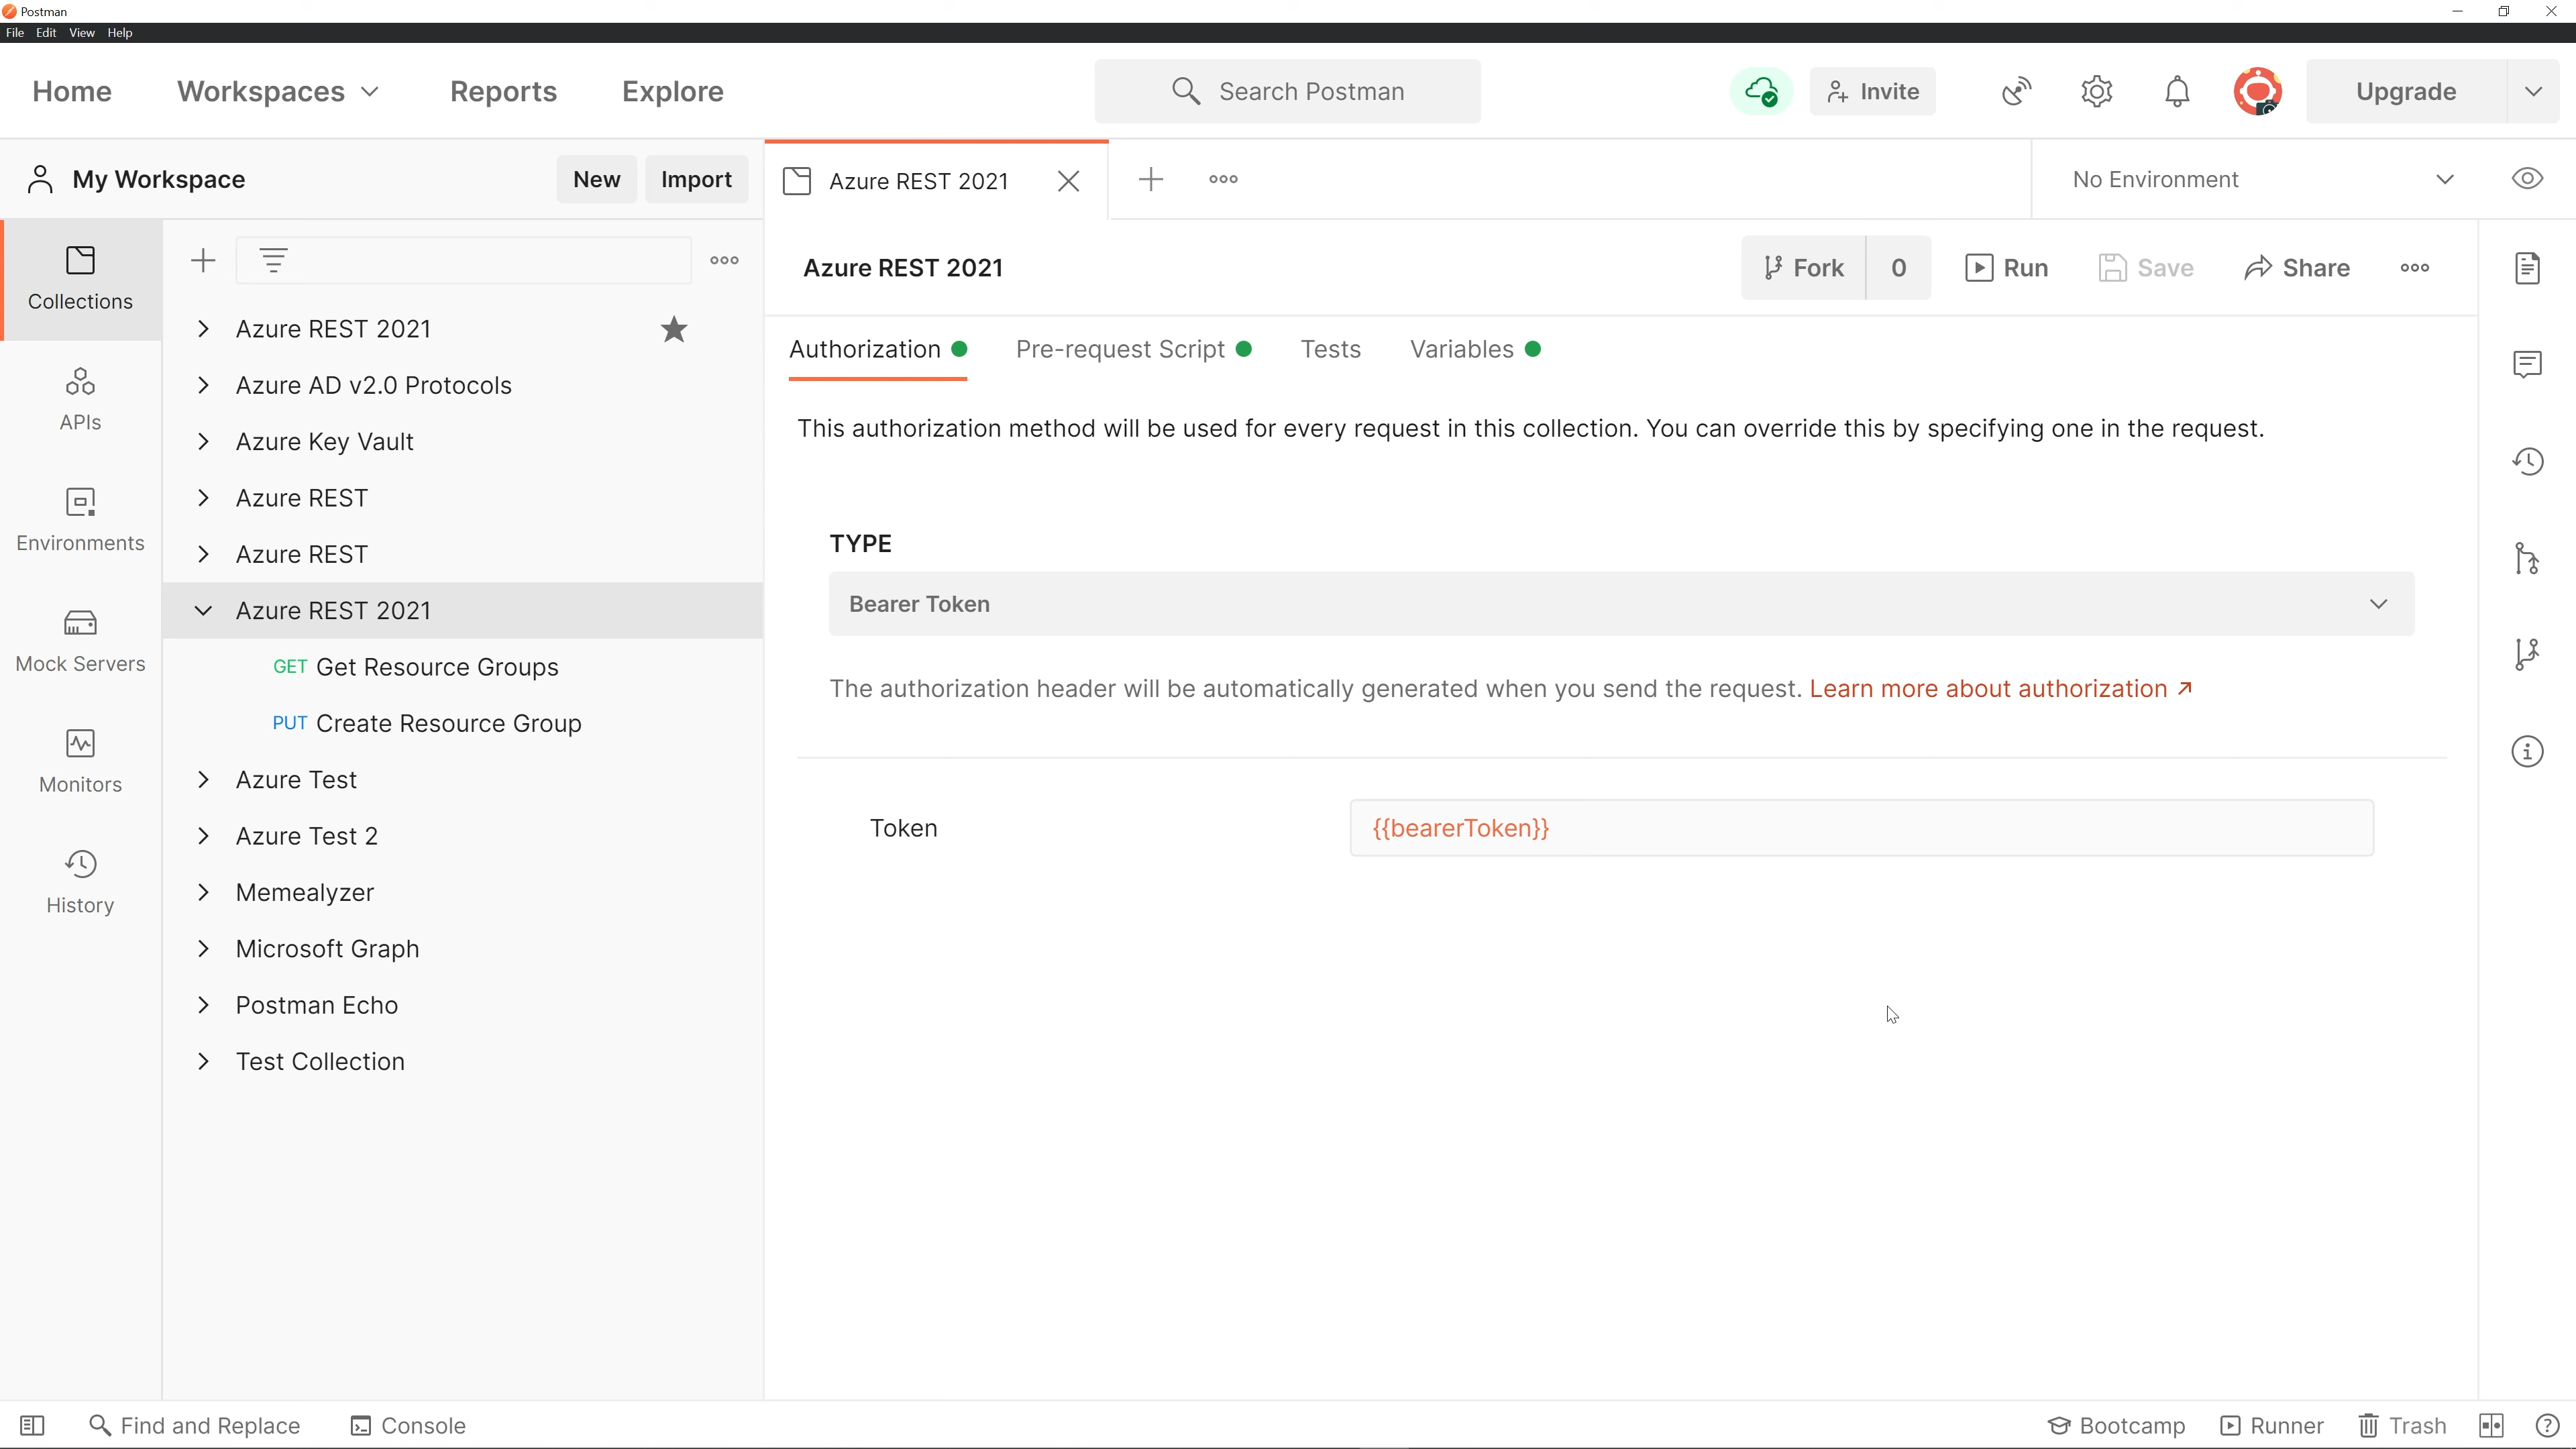 Postman
File Edit View Help
Home Workspaces Reports Explore Search Postman Invite Upgrade
My Workspace New Import Azure REST 2021 No Environment
Collections
APIs
Environments
Mock Servers
Monitors
History
Azure REST 2021
Azure AD v2.0 Protocols
Azure Key Vault
Azure REST
Azure REST
Azure REST 2021
GET Get Resource Groups
PUT Create Resource Group
Azure Test
Azure Test 2
Memealyzer
Microsoft Graph
Postman Echo
Test Collection
Azure REST 2021 Fork 0 Run Save Share
Authorization Pre-request Script Tests Variables
This authorization method will be used for every request in this collection. You can override this by specifying one in the request.
TYPE
Bearer Token
The authorization header will be automatically generated when you send the request. Learn more about authorization ↗
Token {{bearerToken}}
Find and Replace Console Bootcamp Runner Trash